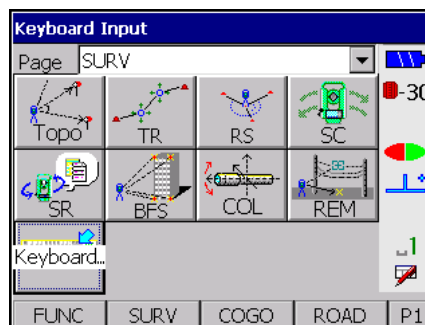 Keyboard Input
Page SURV
-30
Topo TR RS SC
SR BFS COL REM
Keyboard...
1
FUNC SURV COGO ROAD P1